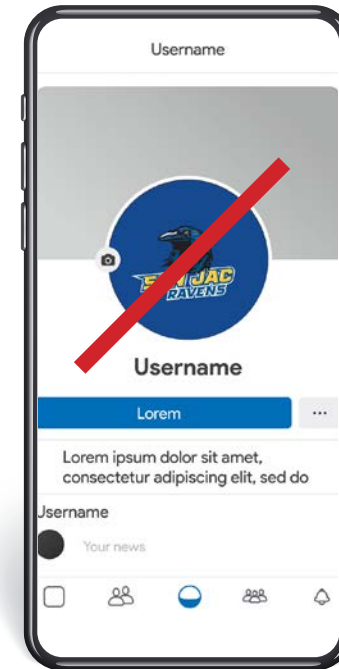 Username
SAN JAC
RAVENS
Username
Lorem
Lorem ipsum dolor sit amet,
consectetur adipiscing elit, sed do
Username
Your news